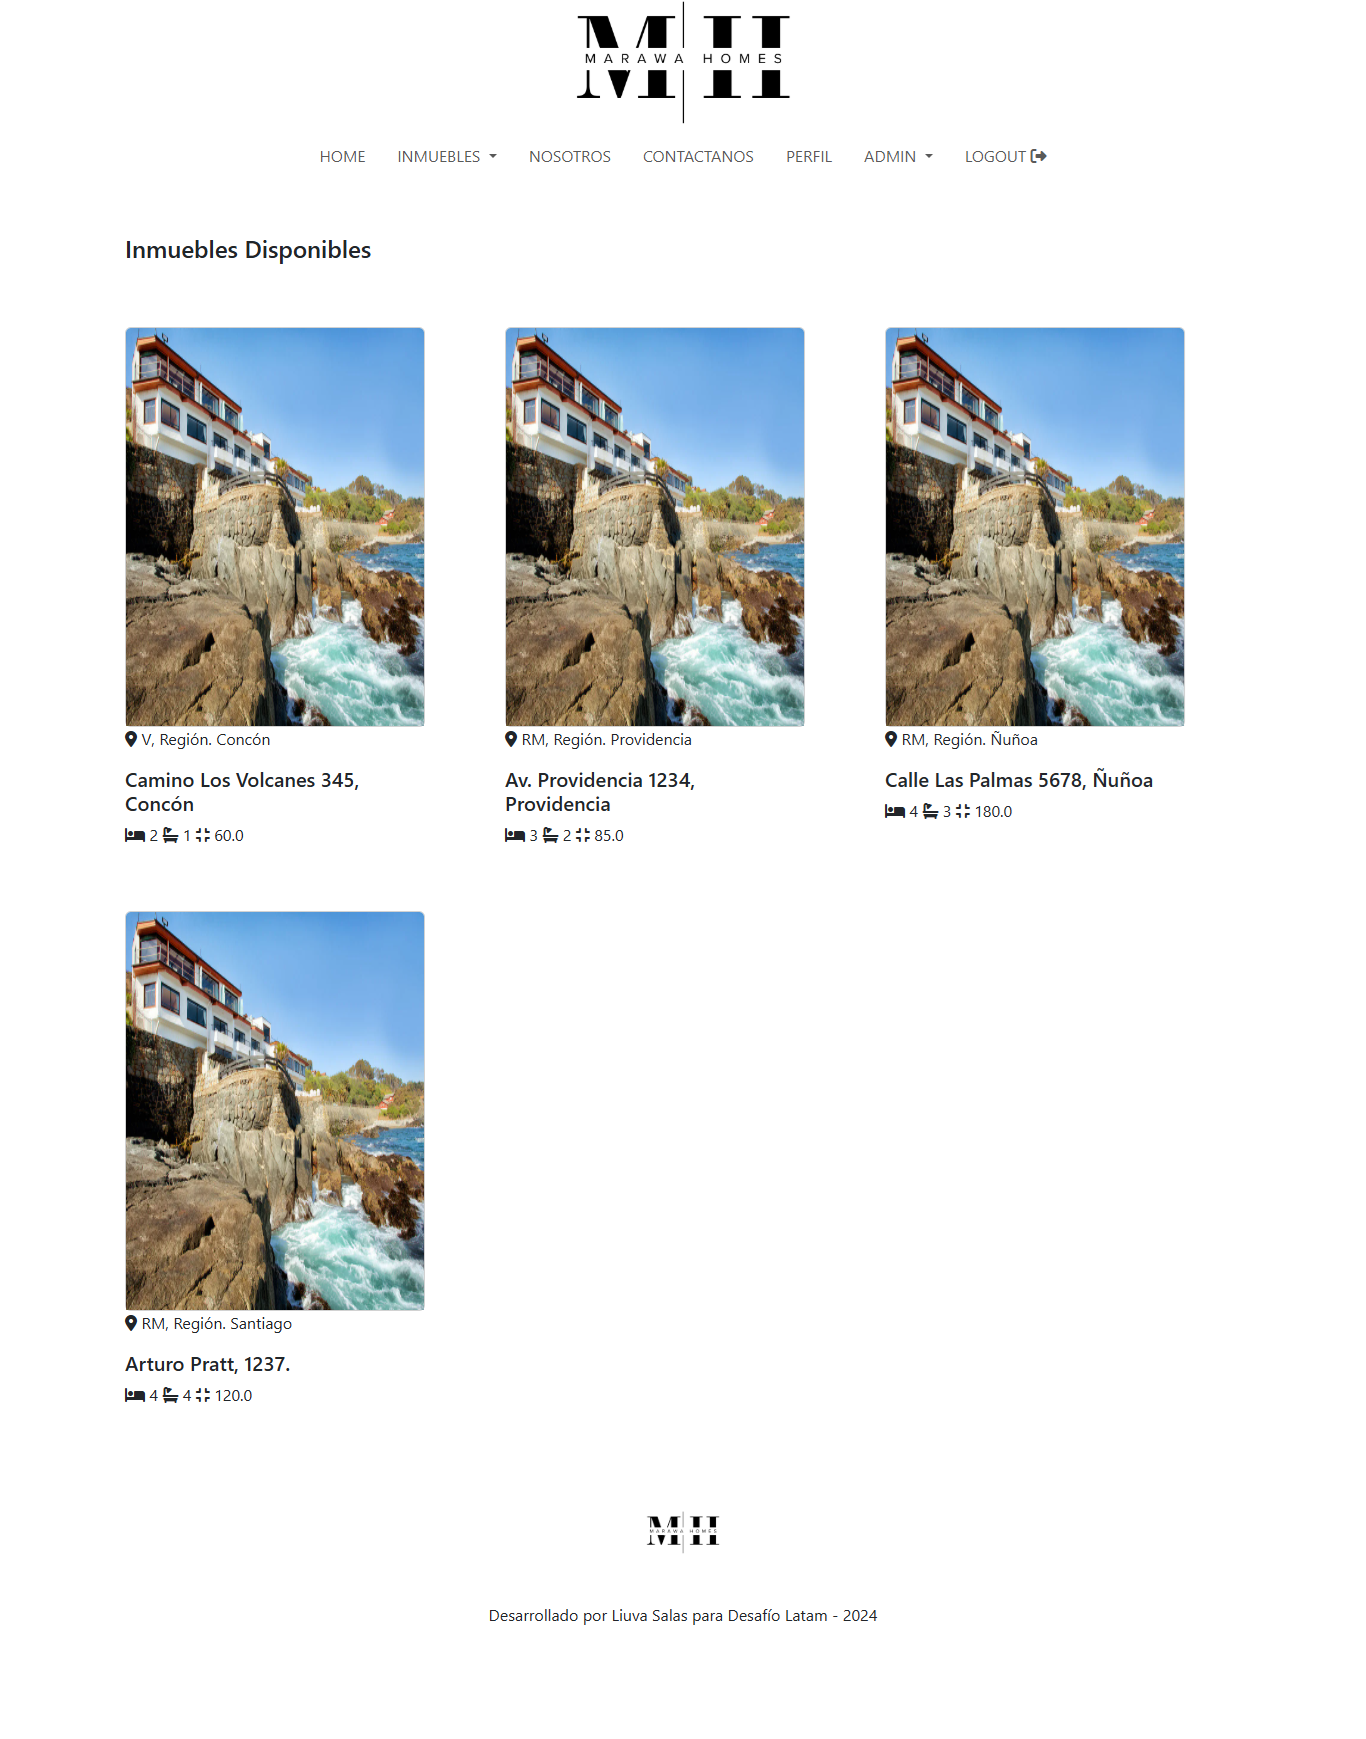 MARAWA HOMES
HOME INMUEBLES NOSOTROS CONTACTANOS PERFIL ADMIN LOGOUT
Inmuebles Disponibles
V, Región. Concón
Camino Los Volcanes 345,
Concón
2 1 60.0
RM, Región. Providencia
Av. Providencia 1234,
Providencia
3 2 85.0
RM, Región. Ñuñoa
Calle Las Palmas 5678, Ñuñoa
4 3 180.0
RM, Región. Santiago
Arturo Pratt, 1237.
4 4 120.0
MH
MARAWA HOMES
Desarrollado por Liuva Salas para Desafío Latam - 2024